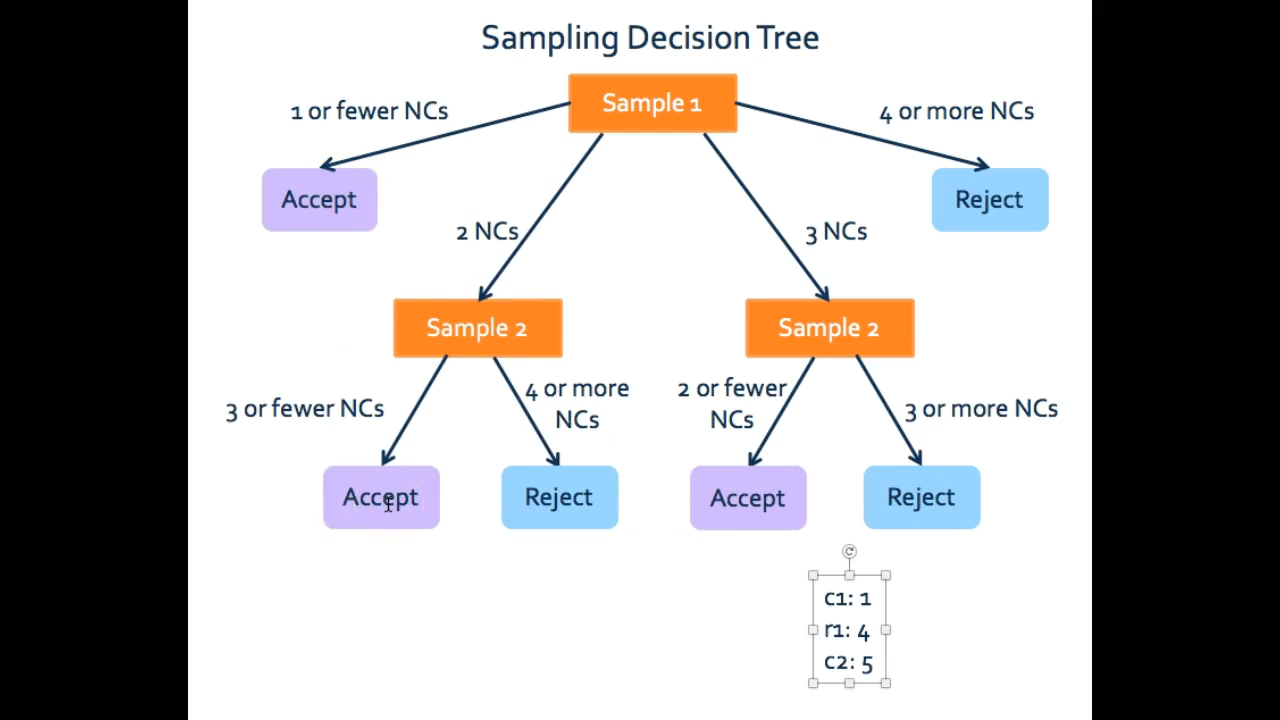 Sampling Decision Tree
Sample 1
1 or fewer NCs
4 or more NCs
Accept
Reject
2 NCs
3 NCs
Sample 2
Sample 2
3 or fewer NCs
4 or more
NCs
2 or fewer
NCs
3 or more NCs
Accept
Reject
Accept
Reject
c1: 1
r1: 4
c2: 5